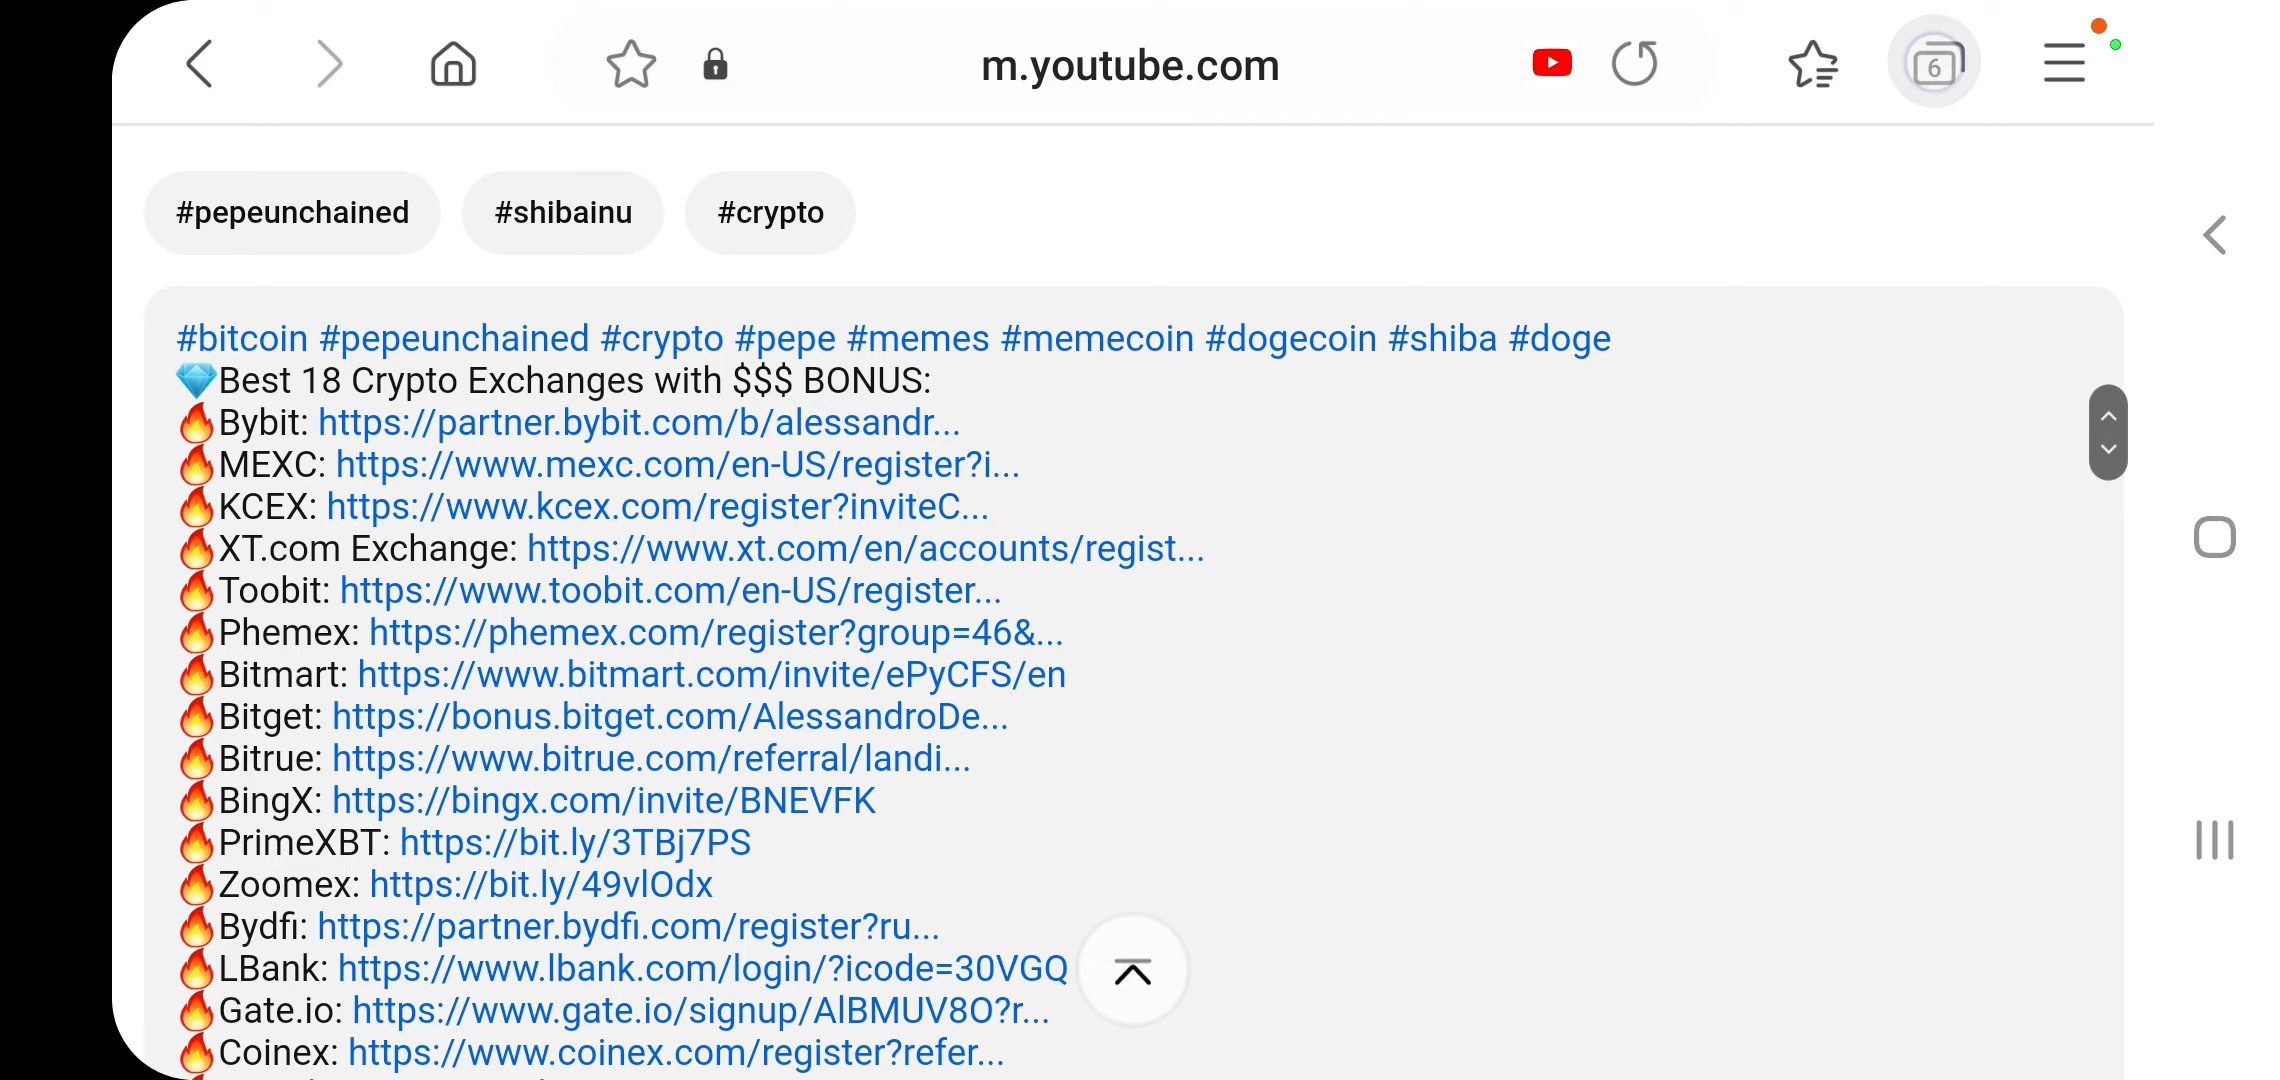 m.youtube.com
6
#pepeunchained #shibainu #crypto
#bitcoin #pepeunchained #crypto #pepe #memes #memecoin #dogecoin #shiba #doge
💎Best 18 Crypto Exchanges with $$$ BONUS:
🔥Bybit: https://partner.bybit.com/b/alessandr...
🔥MEXC: https://www.mexc.com/en-US/register?i...
🔥KCEX: https://www.kcex.com/register?inviteC...
🔥XT.com Exchange: https://www.xt.com/en/accounts/regist...
🔥Toobit: https://www.toobit.com/en-US/register...
🔥Phemex: https://phemex.com/register?group=46&...
🔥Bitmart: https://www.bitmart.com/invite/ePyCFS/en
🔥Bitget: https://bonus.bitget.com/AlessandroDe...
🔥Bitrue: https://www.bitrue.com/referral/landi...
🔥BingX: https://bingx.com/invite/BNEVFK
🔥PrimeXBT: https://bit.ly/3TBj7PS
🔥Zoomex: https://bit.ly/49vlOdx
🔥Bydfi: https://partner.bydfi.com/register?ru...
🔥LBank: https://www.lbank.com/login/?icode=30VGQ
🔥Gate.io: https://www.gate.io/signup/AlBMUV8O?r...
🔥Coinex: https://www.coinex.com/register?refer...